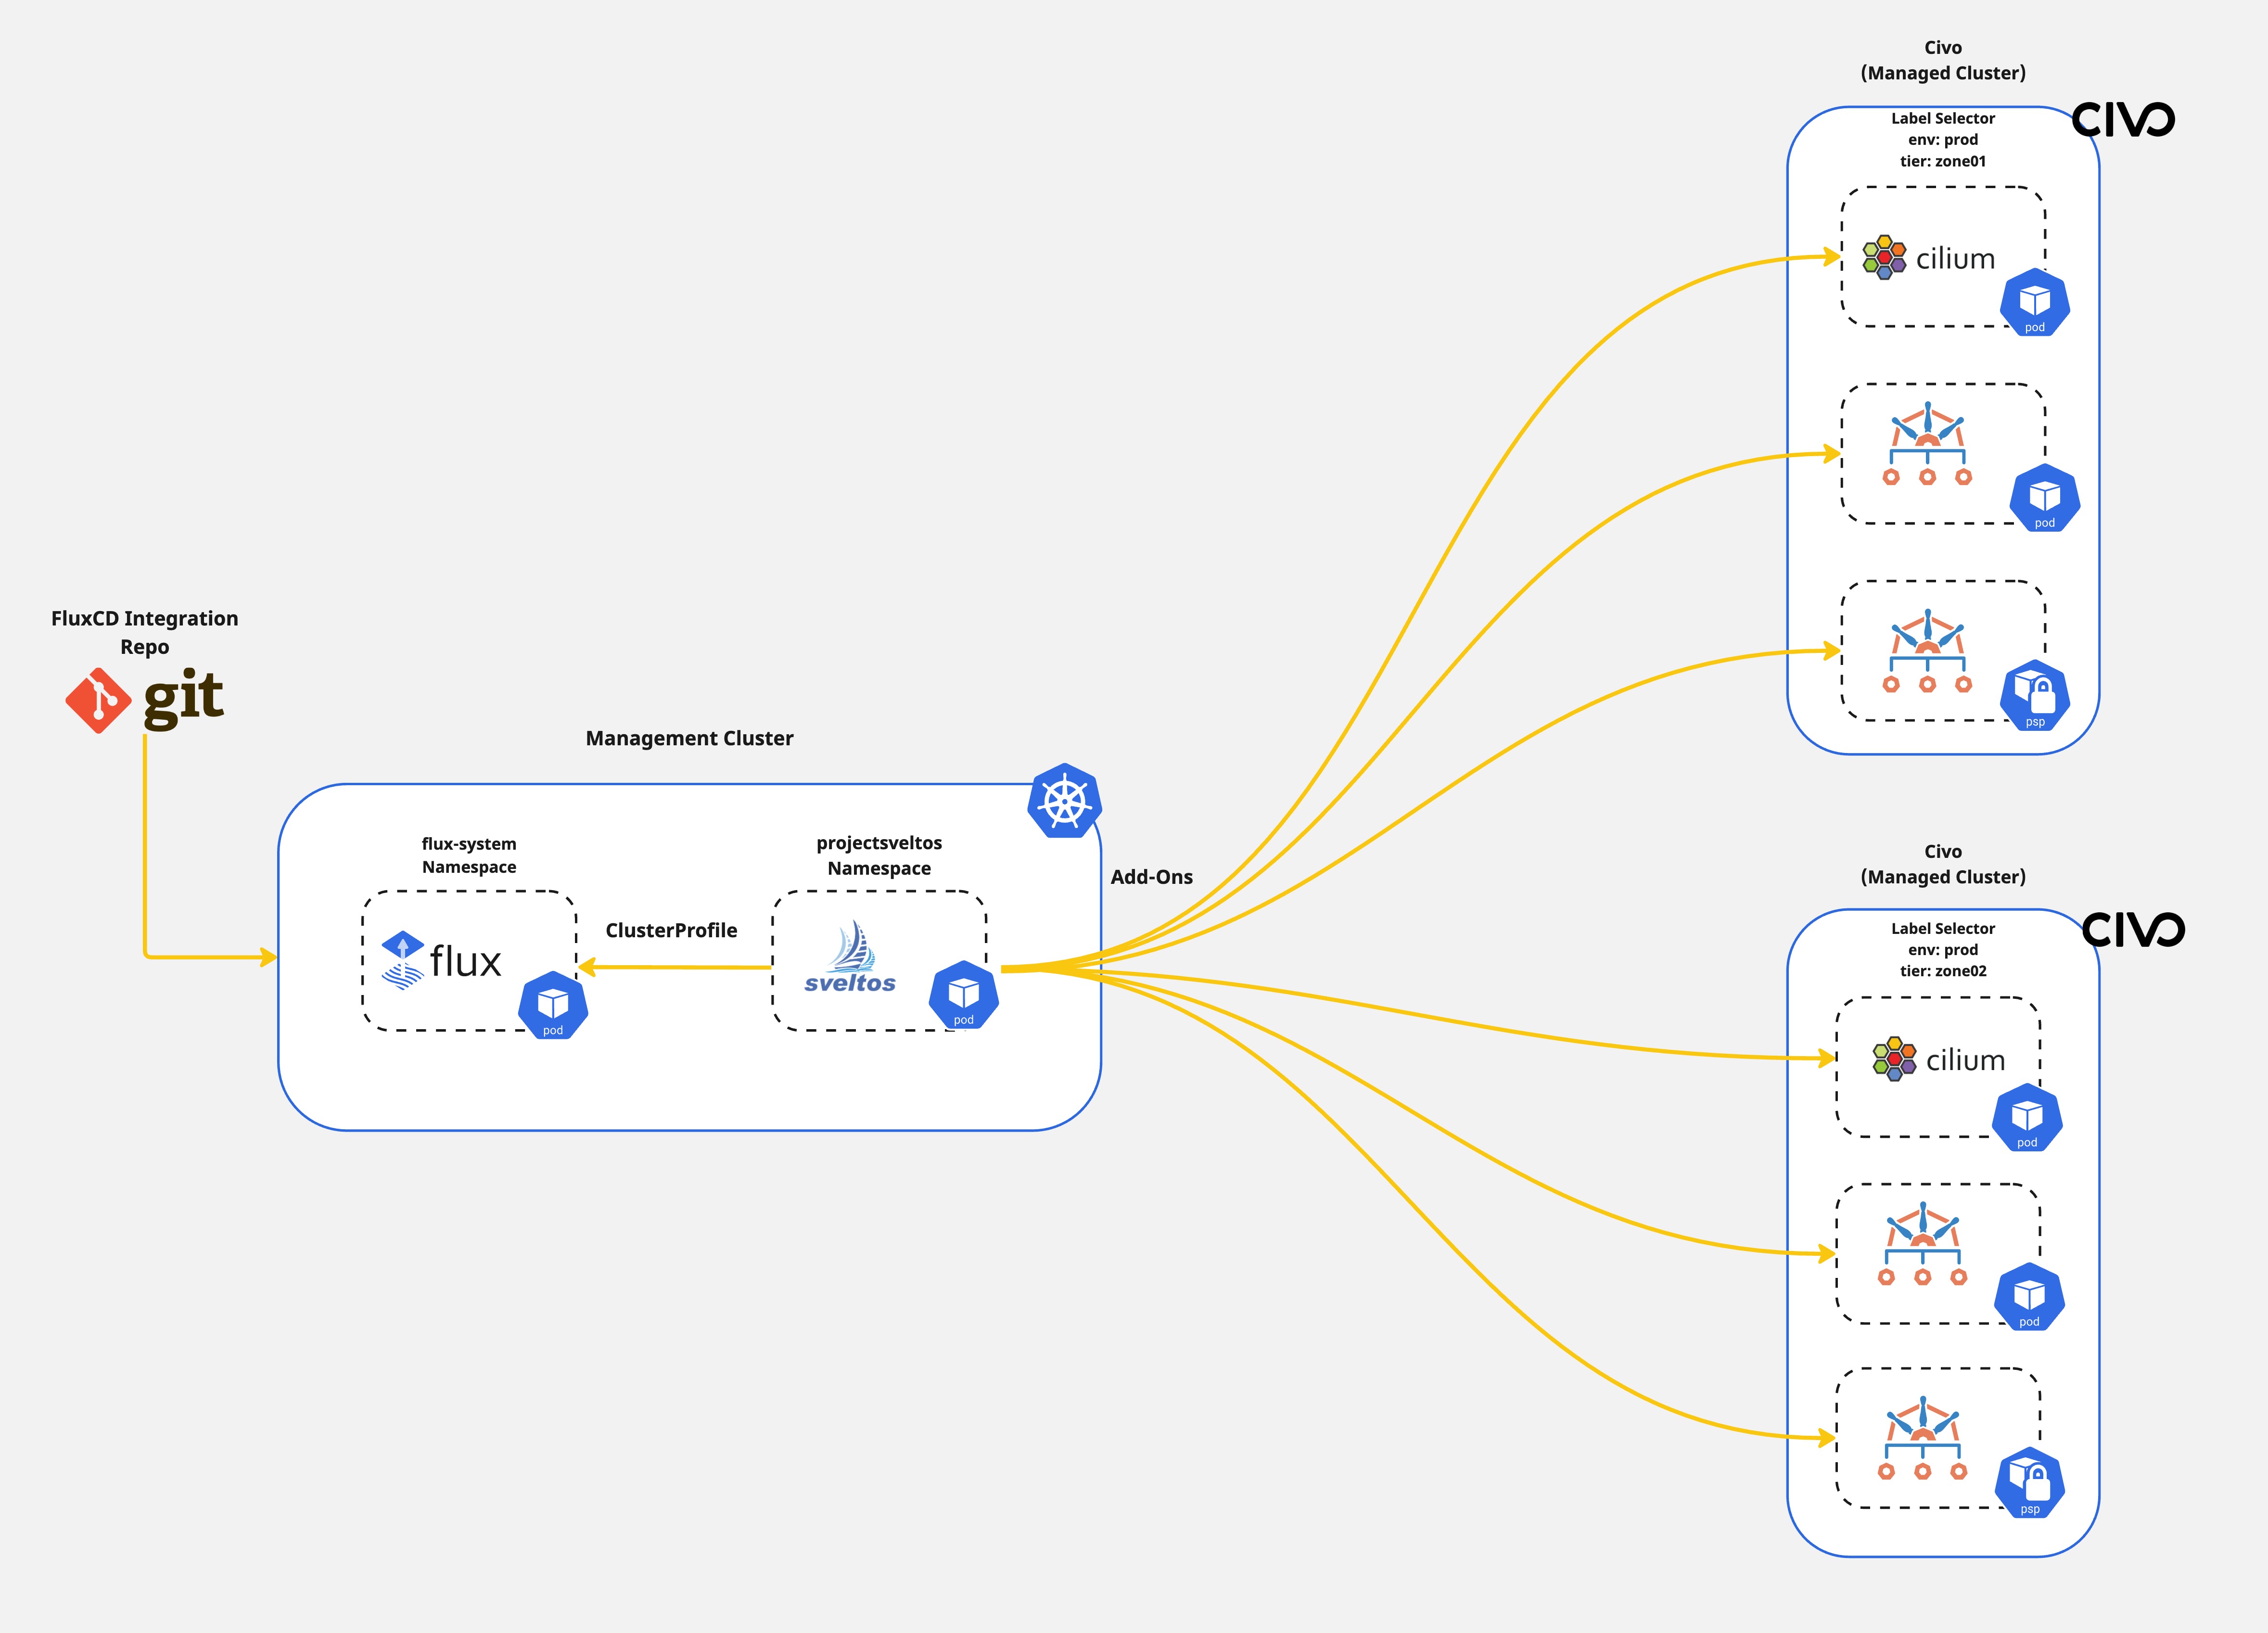 FluxCD Integration
Repo
git
Management Cluster
flux-system
Namespace
flux
pod
ClusterProfile
projectsveltos
Namespace
sveltos
pod
Add-Ons
Civo
(Managed Cluster)
CIVO
Label Selector
env: prod
tier: zone01
cilium
pod
pod
psp
Civo
(Managed Cluster)
CIVO
Label Selector
env: prod
tier: zone02
cilium
pod
pod
psp